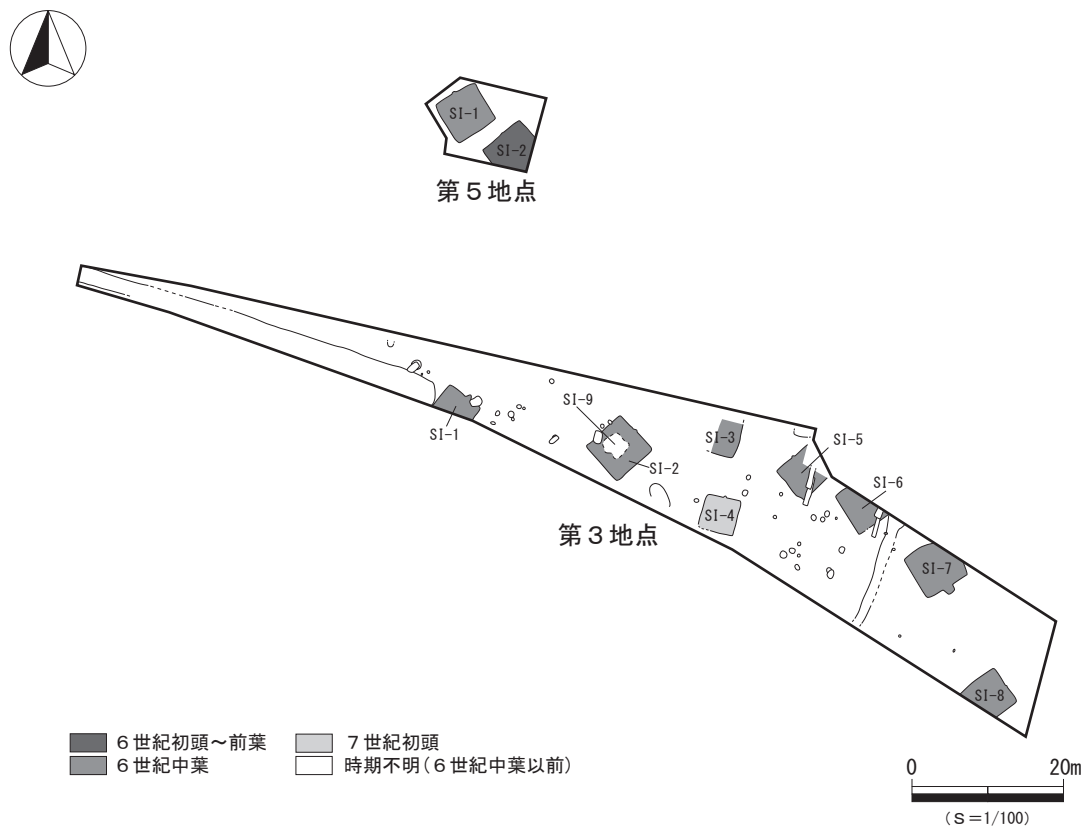 SI-1
SI-2
第５地点
SI-9
SI-3
SI-5
SI-1
SI-2
SI-6
SI-4
第３地点
SI-7
SI-8
６世紀初頭～前葉
７世紀初頭
６世紀中葉
時期不明（６世紀中葉以前）
0 20m
（Ｓ＝1/100）